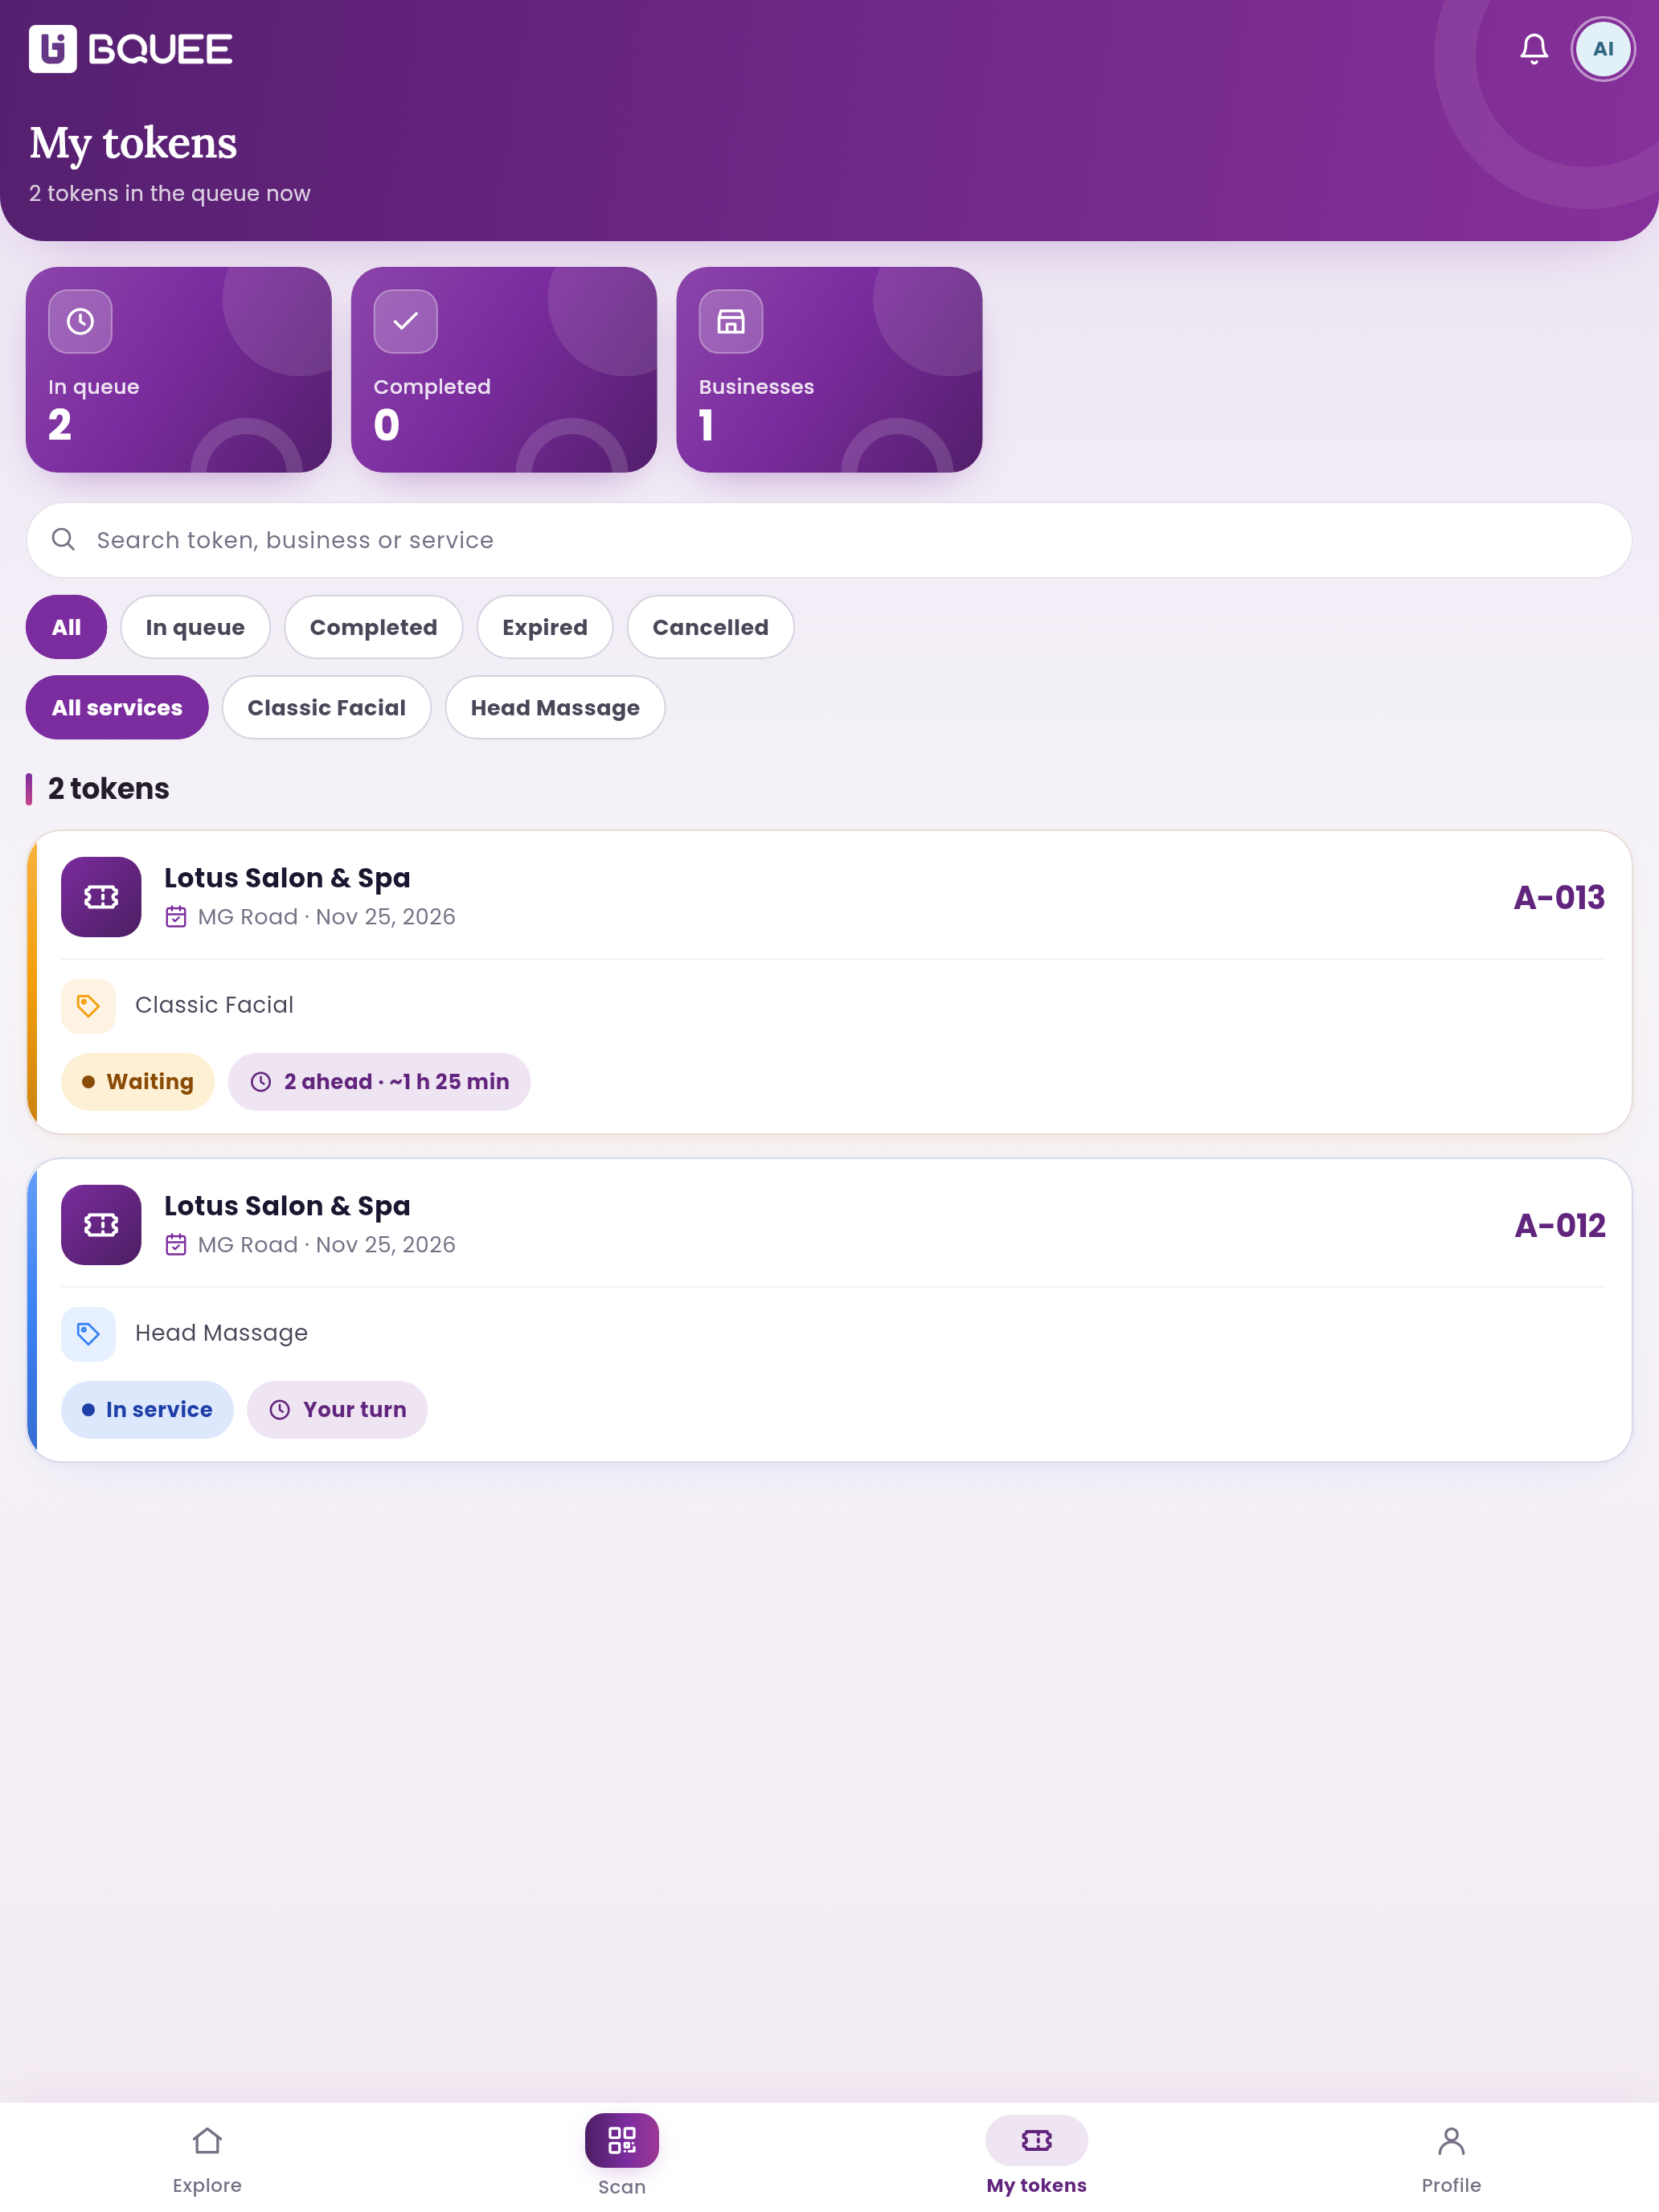 BQUEE
AI
My tokens
2 tokens in the queue now
In queue
2
Completed
0
Businesses
1
Search token, business or service
All
In queue
Completed
Expired
Cancelled
All services
Classic Facial
Head Massage
2 tokens
Lotus Salon & Spa
MG Road · Nov 25, 2026
A-013
Classic Facial
Waiting
2 ahead · ~1 h 25 min
Lotus Salon & Spa
MG Road · Nov 25, 2026
A-012
Head Massage
In service
Your turn
Explore
Scan
My tokens
Profile